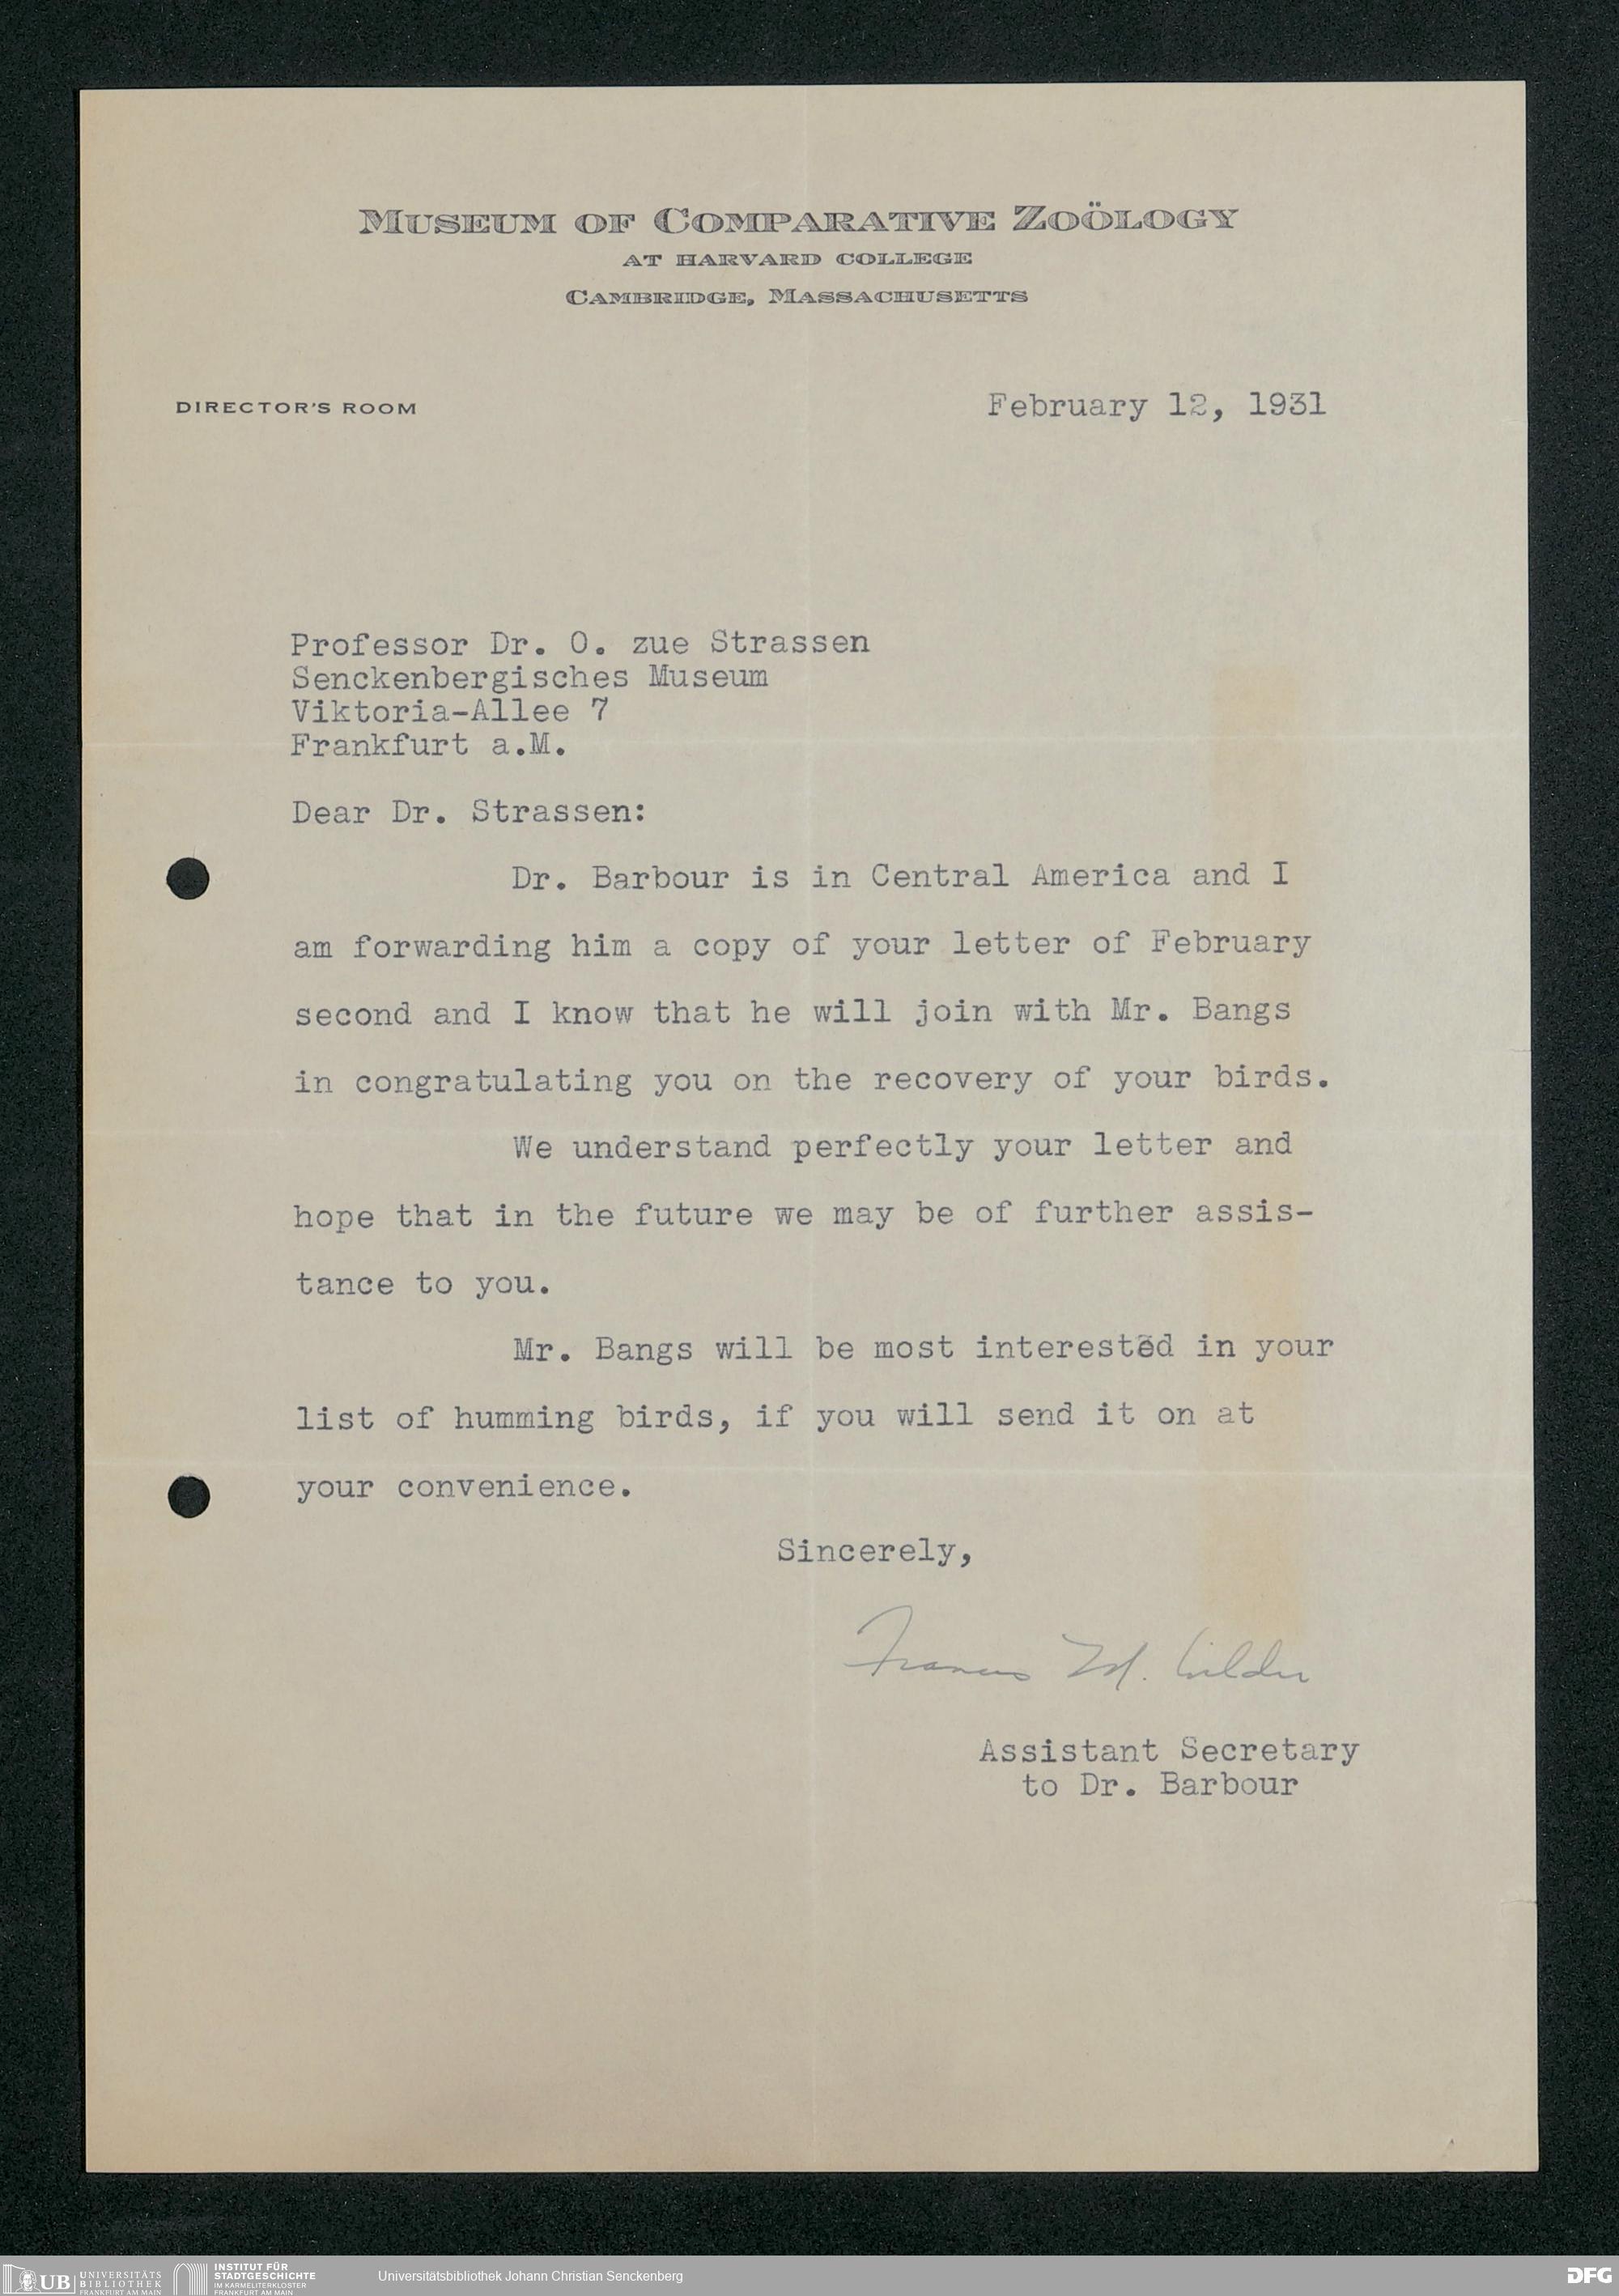 MUSEUM OF COMPARATIVE ZOÖLOGY
AT HARVARD COLLEGE
CAMBRIDGE, MASSACHUSETTS
DIRECTOR'S ROOM
February 12, 1931
Professor Dr. O. zue Strassen
Senckenbergisches Museum
Viktoria-Allee 7
Frankfurt a.M.
Dear Dr. Strassen:
Dr. Barbour is in Central America and I
am forwarding him a copy of your letter of February
second and I know that he will join with Mr. Bangs
in congratulating you on the recovery of your birds.
We understand perfectly your letter and
hope that in the future we may be of further assis-
tance to you.
Mr. Bangs will be most interested in your
list of humming birds, if you will send it on at
your convenience.
Sincerely,
Frances M. Wilder
Assistant Secretary
to Dr. Barbour
UB UNIVERSITÄTS
BIBLIOTHEK
FRANKFURT AM MAIN
INSTITUT FÜR
STADTGESCHICHTE
IM KARMELITERKLOSTER
FRANKFURT AM MAIN
Universitätsbibliothek Johann Christian Senckenberg
DFG